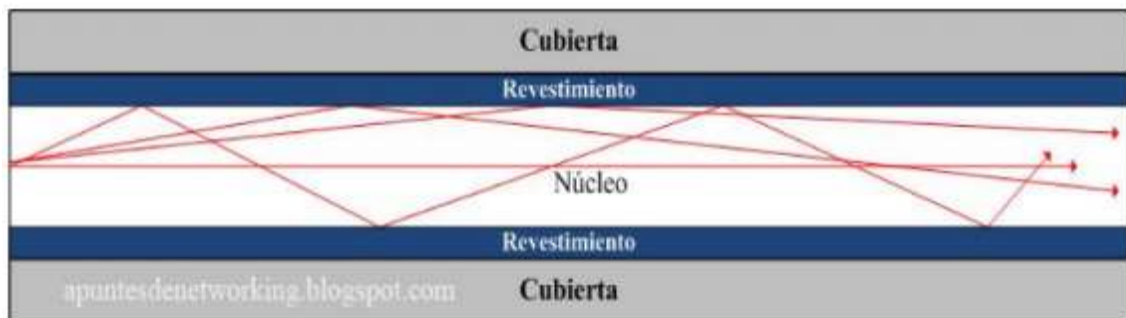 Cubierta
Revestimiento
Núcleo
Revestimiento
apuntesdenetworking.blogspot.com Cubierta